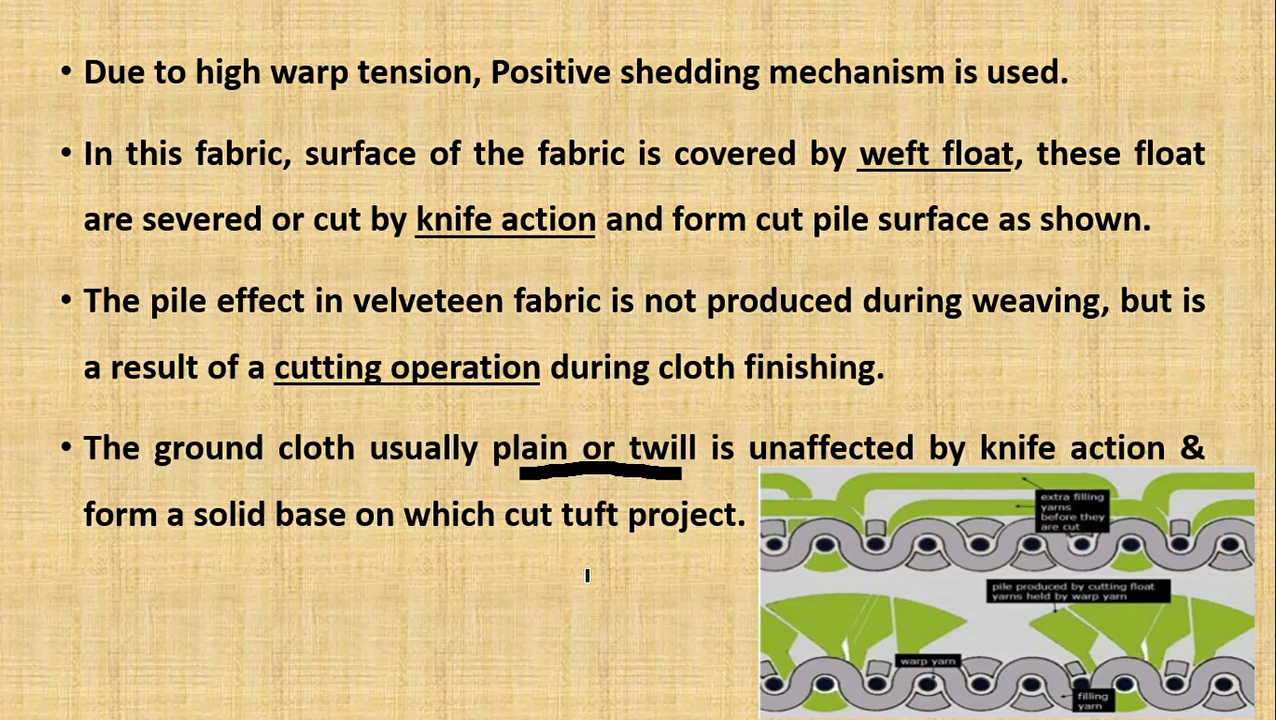 • Due to high warp tension, Positive shedding mechanism is used.
• In this fabric, surface of the fabric is covered by weft float, these float
are severed or cut by knife action and form cut pile surface as shown.
• The pile effect in velveteen fabric is not produced during weaving, but is
a result of a cutting operation during cloth finishing.
• The ground cloth usually plain or twill is unaffected by knife action &
form a solid base on which cut tuft project.
extra filling
yarns
before they
are cut
pile produced by cutting float
yarns held by warp yarn
warp yarn
filling
yarn